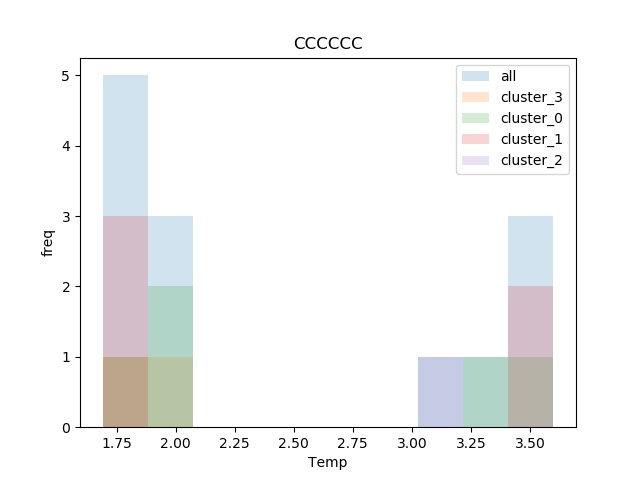 CCCCCC
all
cluster_3
cluster_0
cluster_1
cluster_2
freq
5
4
3
2
1
0
1.75 2.00 2.25 2.50 2.75 3.00 3.25 3.50
Temp